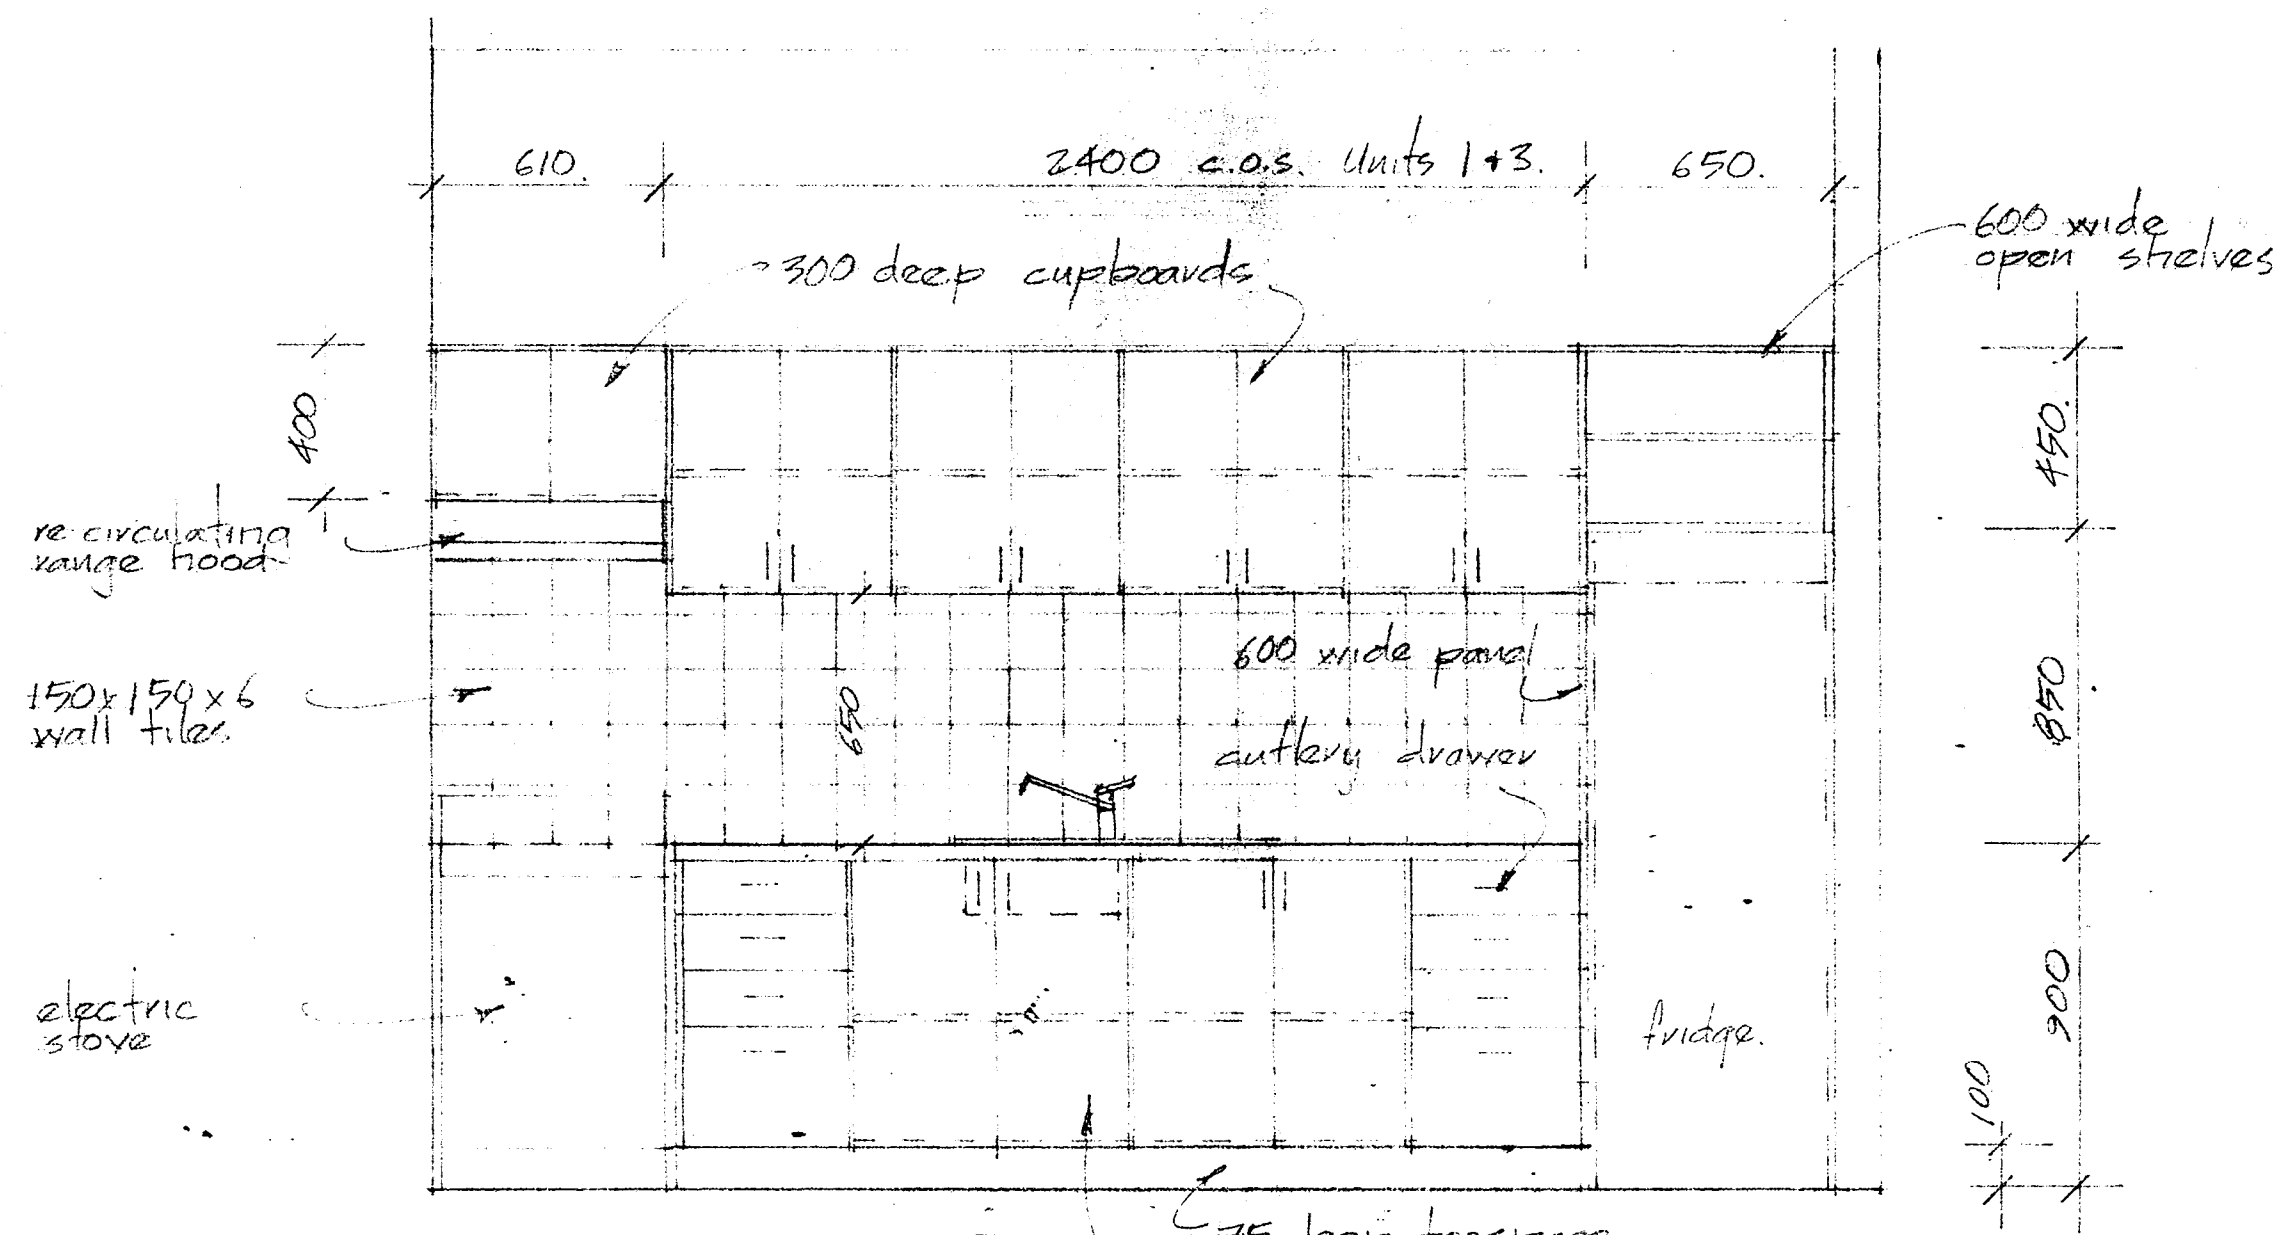 610.
2400 c.o.s. Units 1+3.
650.
600 wide
open shelves
300 deep cupboards
400
450.
re-circulating
range hood
600 wide panel
150x150x6
wall tiles
650
850
cutlery drawer
electric
stove
fridge.
900
100
75